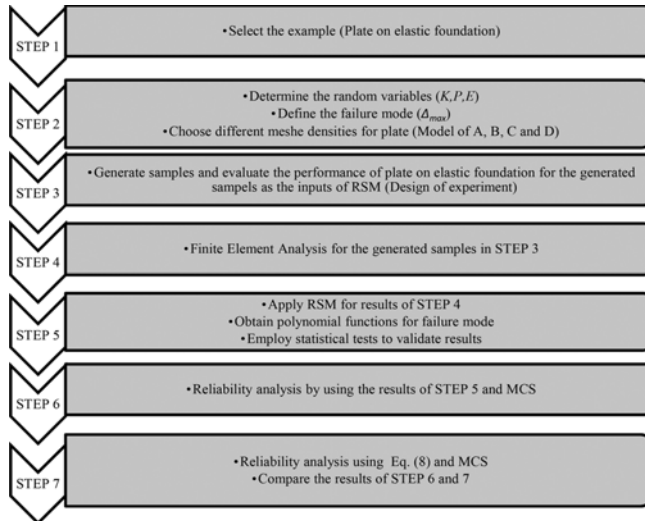 STEP 1
•Select the example (Plate on elastic foundation)
STEP 2
•Determine the random variables (K,P,E)
•Define the failure mode (Δmax)
•Choose different meshe densities for plate (Model of A, B, C and D)
STEP 3
•Generate samples and evaluate the performance of plate on elastic foundation for the generated
sampels as the inputs of RSM (Design of experiment)
STEP 4
•Finite Element Analysis for the generated samples in STEP 3
STEP 5
•Apply RSM for results of STEP 4
•Obtain polynomial functions for failure mode
•Employ statistical tests to validate results
STEP 6
•Reliability analysis by using the results of STEP 5 and MCS
STEP 7
•Reliability analysis using Eq. (8) and MCS
•Compare the results of STEP 6 and 7